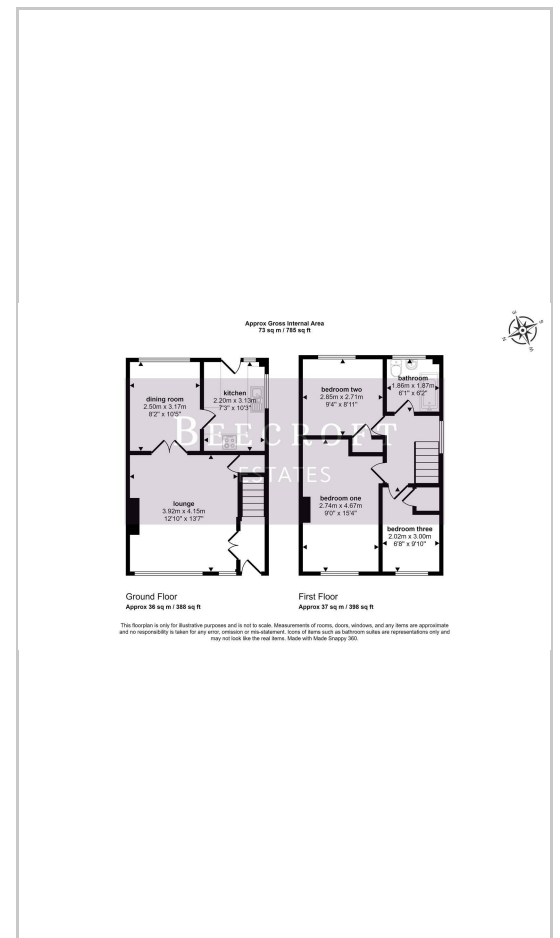 Approx Gross Internal Area
73 sq m / 785 sq ft
dining room
2.50m x 3.17m
8'2" x 10'5"
kitchen
2.20m x 3.13m
7'3" x 10'3"
lounge
3.92m x 4.15m
12'10" x 13'7"
bedroom two
2.85m x 2.71m
9'4" x 8'11"
bathroom
1.86m x 1.87m
6'1" x 6'2"
bedroom one
2.74m x 4.67m
9'0" x 15'4"
bedroom three
2.02m x 3.00m
6'8" x 9'10"
BEECROFT
ESTATES
Ground Floor
Approx 36 sq m / 388 sq ft
First Floor
Approx 37 sq m / 398 sq ft
This floorplan is only for illustrative purposes and is not to scale. Measurements of rooms, doors, windows, and any items are approximate
and no responsibility is taken for any error, omission or mis-statement. Icons of items such as bathroom suites are representations only and
may not look like the real items. Made with Made Snappy 360.
N
E
S
W